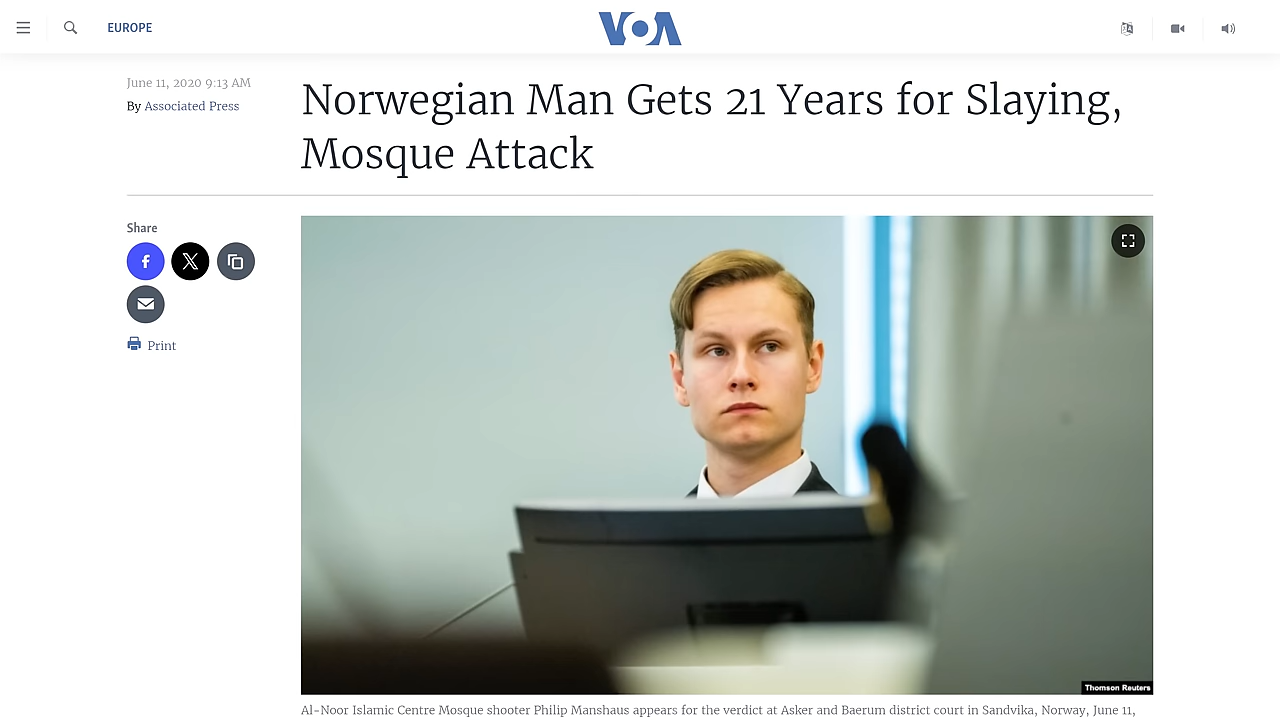 EUROPE
VOA
June 11, 2020 9:13 AM
By Associated Press
Norwegian Man Gets 21 Years for Slaying,
Mosque Attack
Share
Print
Thomson Reuters
Al-Noor Islamic Centre Mosque shooter Philip Manshaus appears for the verdict at Asker and Baerum district court in Sandvika, Norway, June 11,